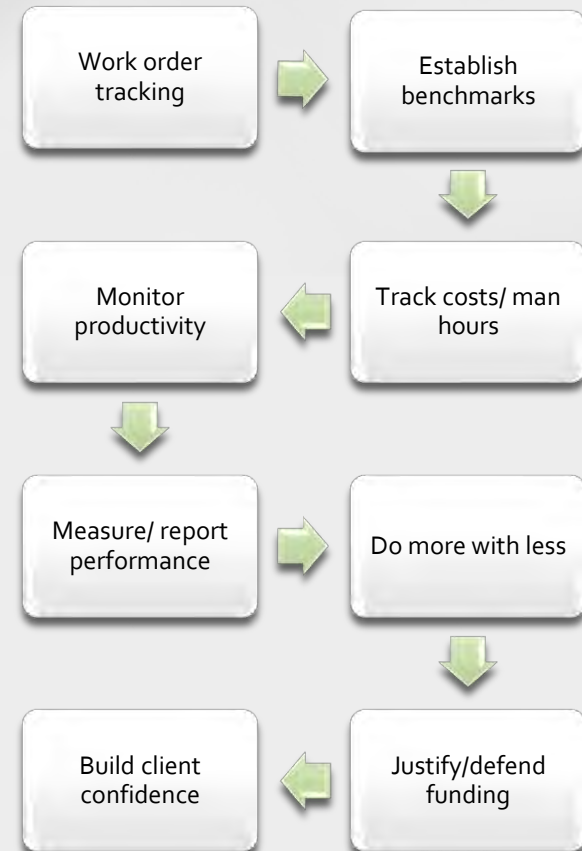 Work order
tracking
Establish
benchmarks
Track costs/ man
hours
Monitor
productivity
Measure/ report
performance
Do more with less
Justify/defend
funding
Build client
confidence